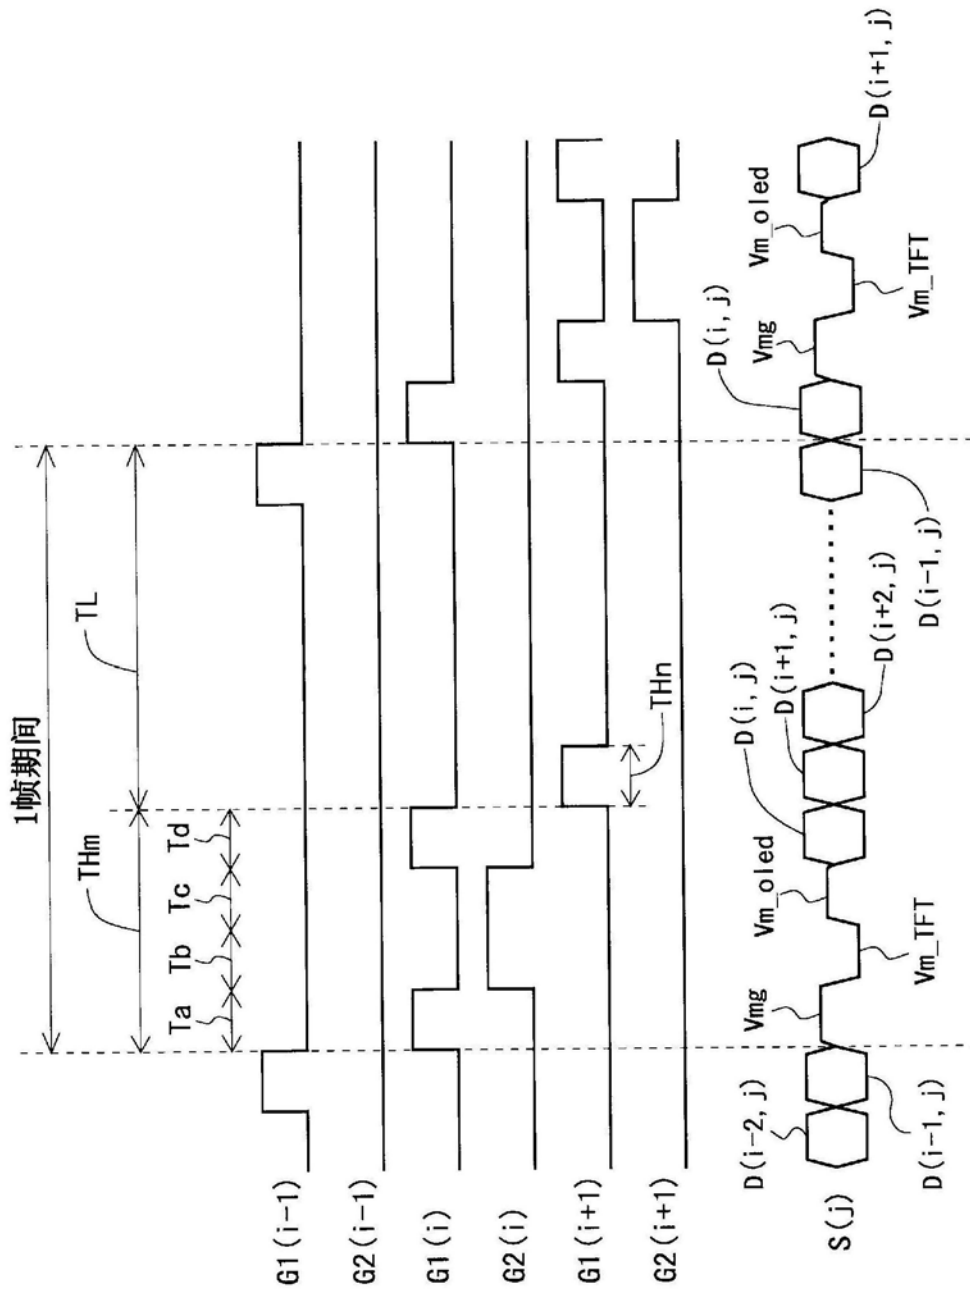 1帧期间
THm
TL
Ta
Tb
Tc
Td
G1(i-1)
G2(i-1)
G1(i)
G2(i)
G1(i+1)
THn
G2(i+1)
D(i-2,j)
Vmg
Vm_oled
D(i,j)
D(i+1,j)
D(i,j)
Vmg
Vm_oled
S(j)
D(i-1,j)
Vm_TFT
D(i+2,j)
D(i-1,j)
Vm_TFT
D(i+1,j)